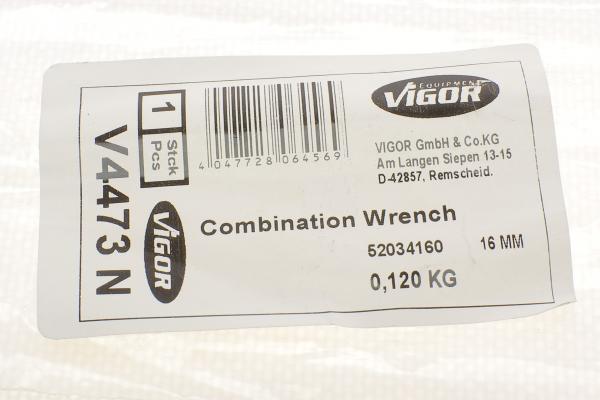 EQUIPMENT
VIGOR
VIGOR GmbH & Co.KG
Am Langen Siepen 13-15
D-42857, Remscheid.
4 047728 064569
1 Stck
Pcs
V4473 N
VIGOR
Combination Wrench
52034160 16 MM
0,120 KG